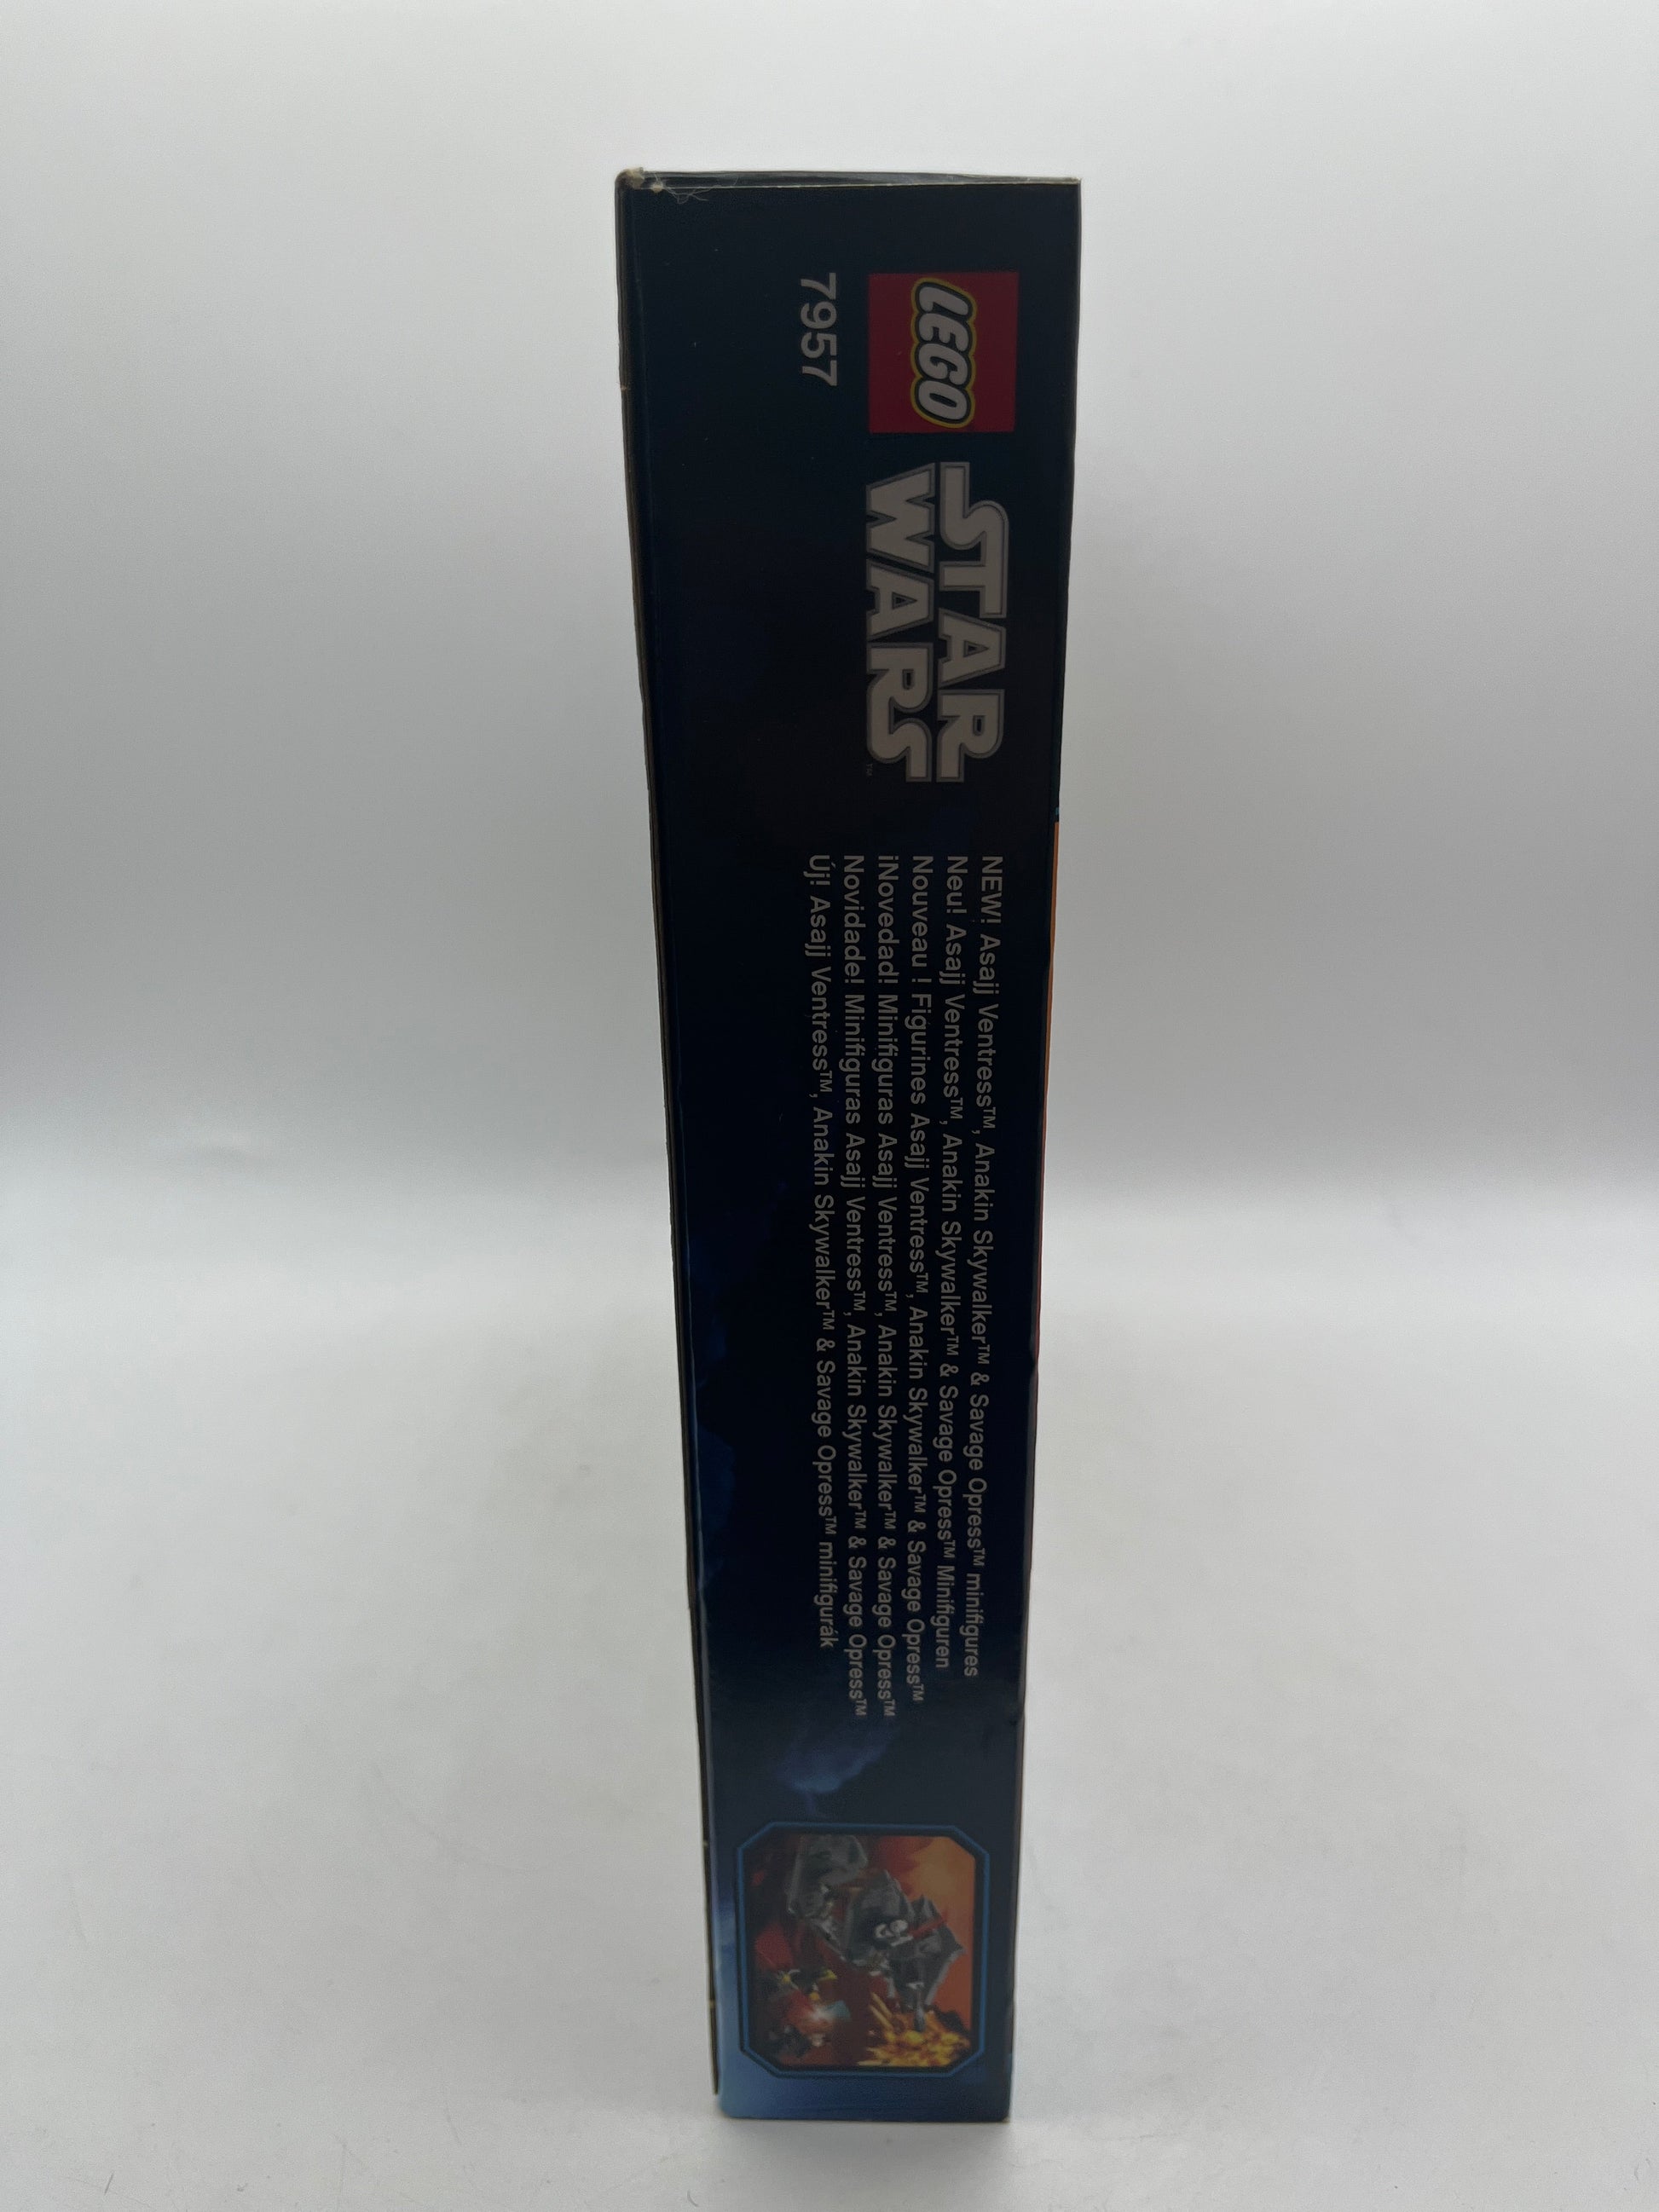 LEGO
7957
STAR
WARS™
NEW! Asajj Ventress™, Anakin Skywalker™ & Savage Opress™ minifigures
Neu! Asajj Ventress™, Anakin Skywalker™ & Savage Opress™ Minifiguren
Nouveau ! Figurines Asajj Ventress™, Anakin Skywalker™ & Savage Opress™
¡Novedad! Minifiguras Asajj Ventress™, Anakin Skywalker™ & Savage Opress™
Novidade! Minifiguras Asajj Ventress™, Anakin Skywalker™ & Savage Opress™
Új! Asajj Ventress™, Anakin Skywalker™ & Savage Opress™ minifigurák